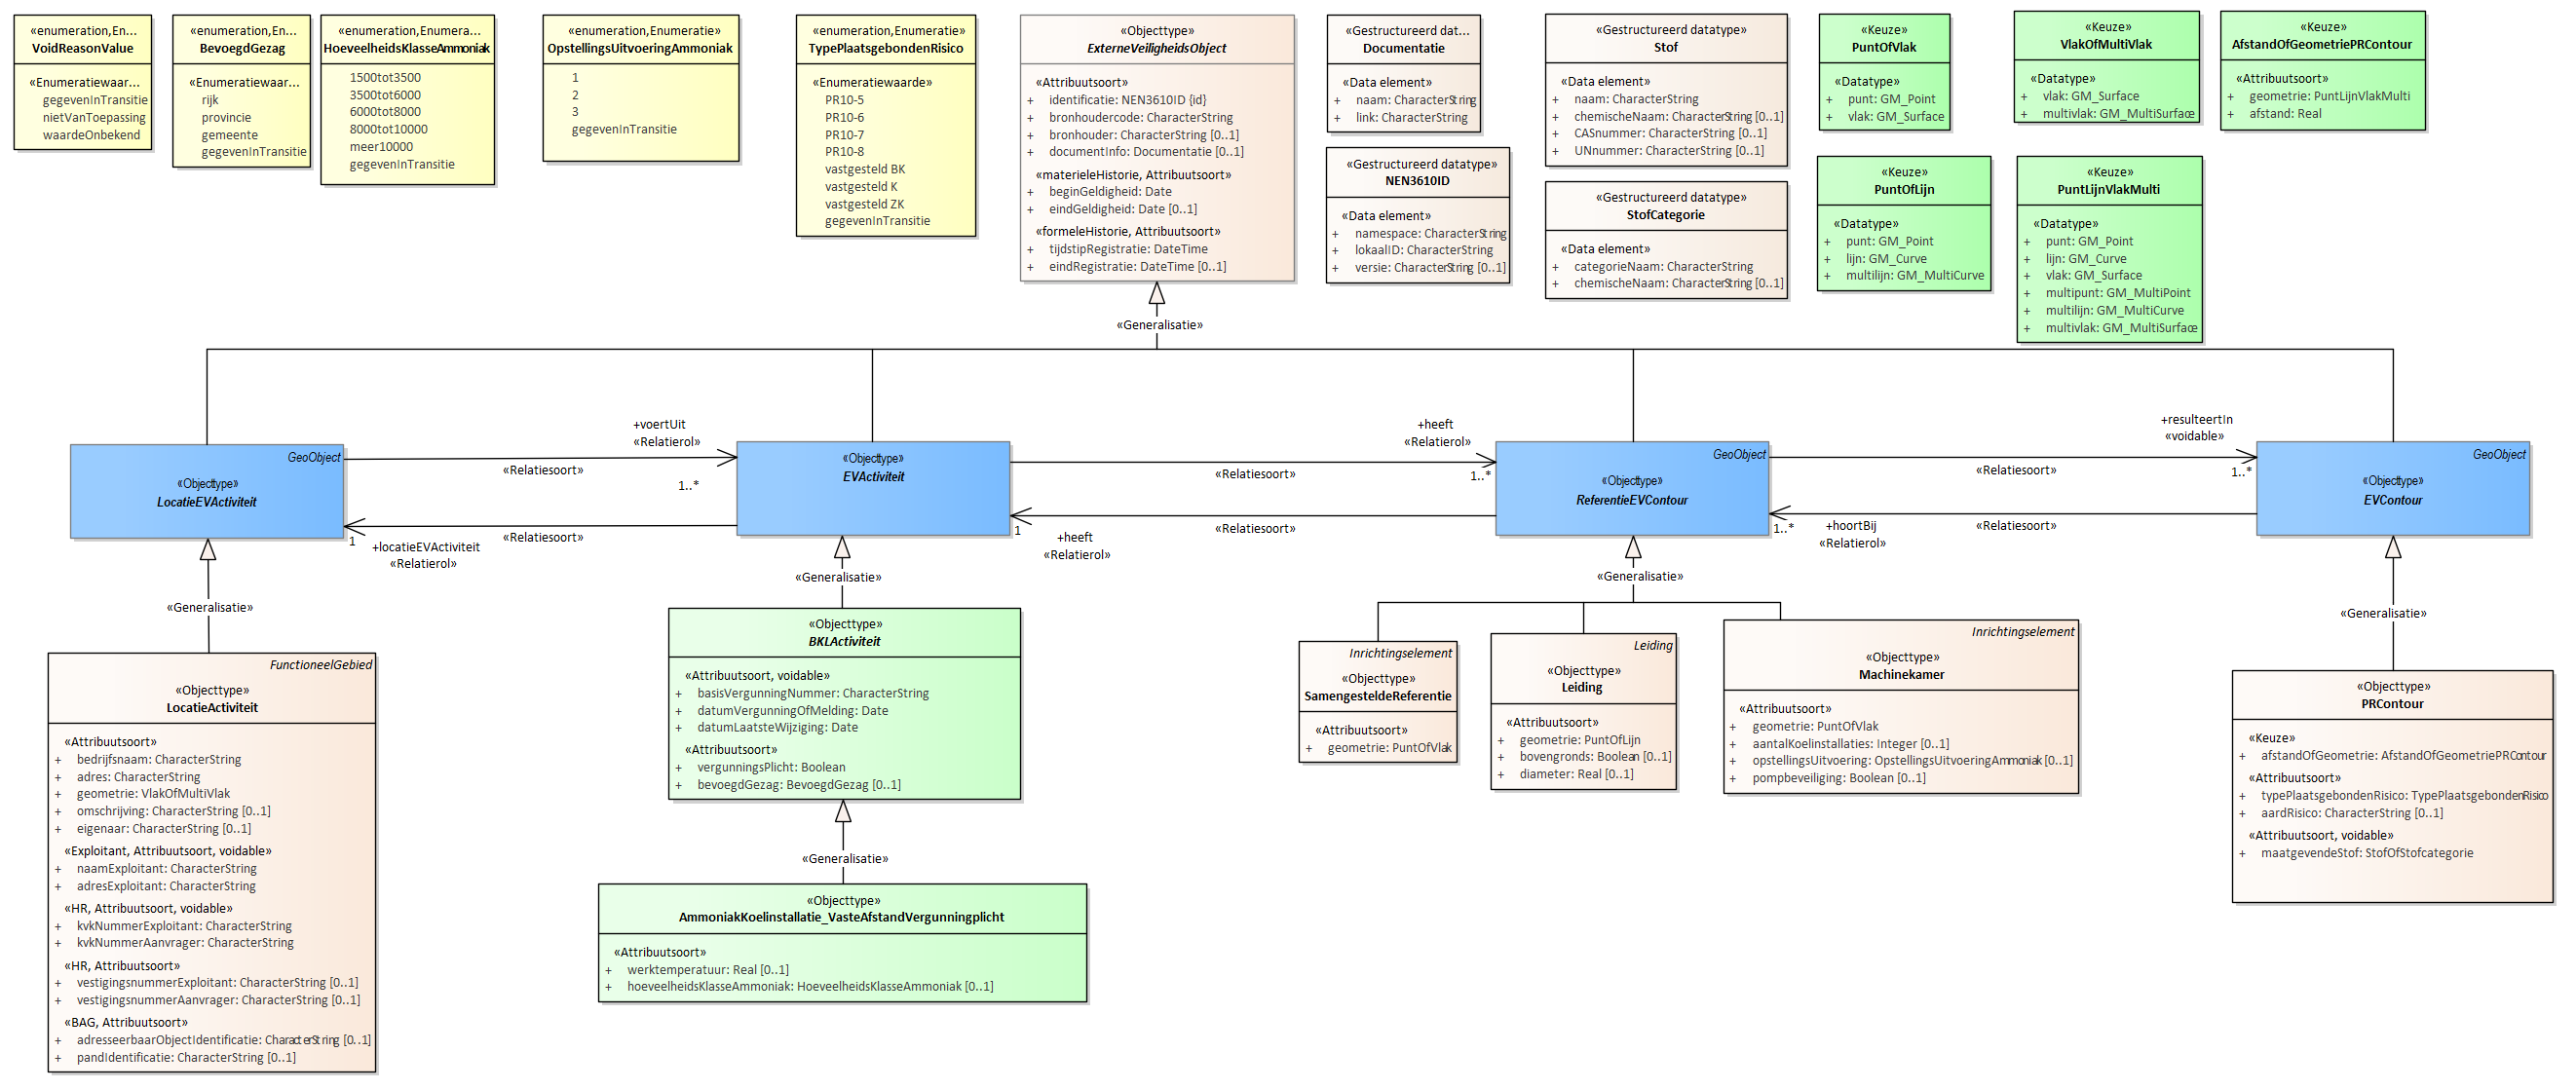 «enumeration,En...
VoidReasonValue
«Enumeratiewaar...
gegevenInTransitie
nietVanToepassing
waardeOnbekend
«enumeration,En...
BevoegdGezag
«Enumeratiewaar...
rijk
provincie
gemeente
gegevenInTransitie
«enumeration,Enumera...
HoeveelheidsKlasseAmmoniak
1500tot3500
3500tot6000
6000tot8000
8000tot10000
meer10000
gegevenInTransitie
«enumeration,Enumeratie»
OpstellingsUitvoeringAmmoniak
1
2
3
gegevenInTransitie
«enumeration,Enumeratie»
TypePlaatsgebondenRisico
«Enumeratiewaarde»
PR10-5
PR10-6
PR10-7
PR10-8
vastgesteld BK
vastgesteld K
vastgesteld ZK
gegevenInTransitie
«Objecttype»
ExterneVeiligheidsObject
«Attribuutsoort»
+ identificatie: NEN3610ID {id}
+ bronhoudercode: CharacterString
+ bronhouder: CharacterString [0..1]
+ documentInfo: Documentatie [0..1]
«materieleHistorie, Attribuutsoort»
+ beginGeldigheid: Date
+ eindGeldigheid: Date [0..1]
«formeleHistorie, Attribuutsoort»
+ tijdstipRegistratie: DateTime
+ eindRegistratie: DateTime [0..1]
«Gestructureerd dat...
Documentatie
«Data element»
+ naam: CharacterString
+ link: CharacterString
«Gestructureerd datatype»
NEN3610ID
«Data element»
+ namespace: CharacterString
+ lokaalID: CharacterString
+ versie: CharacterString [0..1]
«Gestructureerd datatype»
Stof
«Data element»
+ naam: CharacterString
+ chemischeNaam: CharacterString [0..1]
+ CASnummer: CharacterString [0..1]
+ UNnummer: CharacterString [0..1]
«Gestructureerd datatype»
StofCategorie
«Data element»
+ categorieNaam: CharacterString
+ chemischeNaam: CharacterString [0..1]
«Keuze»
PuntOfVlak
«Datatype»
+ punt: GM_Point
+ vlak: GM_Surface
«Keuze»
PuntOfLijn
«Datatype»
+ punt: GM_Point
+ lijn: GM_Curve
+ multilijn: GM_MultiCurve
«Keuze»
VlakOfMultiVlak
«Datatype»
+ vlak: GM_Surface
+ multivlak: GM_MultiSurface
«Keuze»
PuntLijnVlakMulti
«Datatype»
+ punt: GM_Point
+ lijn: GM_Curve
+ vlak: GM_Surface
+ multipunt: GM_MultiPoint
+ multilijn: GM_MultiCurve
+ multivlak: GM_MultiSurface
«Keuze»
AfstandOfGeometriePRContour
«Attribuutsoort»
+ geometrie: PuntLijnVlakMulti
+ afstand: Real
«Generalisatie»
GeoObject
«Objecttype»
LocatieEVActiviteit
+voertUit
«Relatierol»
«Relatiesoort»
1..*
1
+locatieEVActiviteit
«Relatierol»
«Relatiesoort»
«Objecttype»
EVActiviteit
+heeft
«Relatierol»
«Relatiesoort»
1..*
1
+heeft
«Relatierol»
«Relatiesoort»
GeoObject
«Objecttype»
ReferentieEVContour
+resulteertIn
«voidable»
«Relatiesoort»
1..*
1..*
+hoortBij
«Relatierol»
«Relatiesoort»
GeoObject
«Objecttype»
EVContour
«Generalisatie»
«Generalisatie»
«Generalisatie»
«Generalisatie»
FunctioneelGebied
«Objecttype»
LocatieActiviteit
«Attribuutsoort»
+ bedrijfsnaam: CharacterString
+ adres: CharacterString
+ geometrie: VlakOfMultiVlak
+ omschrijving: CharacterString [0..1]
+ eigenaar: CharacterString [0..1]
«Exploitant, Attribuutsoort, voidable»
+ naamExploitant: CharacterString
+ adresExploitant: CharacterString
«HR, Attribuutsoort, voidable»
+ kvkNummerExploitant: CharacterString
+ kvkNummerAanvrager: CharacterString
«HR, Attribuutsoort»
+ vestigingsnummerExploitant: CharacterString [0..1]
+ vestigingsnummerAanvrager: CharacterString [0..1]
«BAG, Attribuutsoort»
+ adresseerbaarObjectIdentificatie: CharacterString [0..1]
+ pandIdentificatie: CharacterString [0..1]
«Objecttype»
BKLActiviteit
«Attribuutsoort, voidable»
+ basisVergunningNummer: CharacterString
+ datumVergunningOfMelding: Date
+ datumLaatsteWijziging: Date
«Attribuutsoort»
+ vergunningsPlicht: Boolean
+ bevoegdGezag: BevoegdGezag [0..1]
«Generalisatie»
«Objecttype»
AmmoniakKoelinstallatie_VasteAfstandVergunningplicht
«Attribuutsoort»
+ werktemperatuur: Real [0..1]
+ hoeveelheidsKlasseAmmoniak: HoeveelheidsKlasseAmmoniak [0..1]
Inrichtingselement
«Objecttype»
SamengesteldeReferentie
«Attribuutsoort»
+ geometrie: PuntOfVlak
Leiding
«Objecttype»
Leiding
«Attribuutsoort»
+ geometrie: PuntOfLijn
+ bovengronds: Boolean [0..1]
+ diameter: Real [0..1]
Inrichtingselement
«Objecttype»
Machinekamer
«Attribuutsoort»
+ geometrie: PuntOfVlak
+ aantalKoelinstallaties: Integer [0..1]
+ opstellingsUitvoering: OpstellingsUitvoeringAmmoniak [0..1]
+ pompbeveiliging: Boolean [0..1]
«Objecttype»
PRContour
«Keuze»
+ afstandOfGeometrie: AfstandOfGeometriePRContour
«Attribuutsoort»
+ typePlaatsgebondenRisico: TypePlaatsgebondenRisico
+ aardRisico: CharacterString [0..1]
«Attribuutsoort, voidable»
+ maatgevendeStof: StofOfStofcategorie